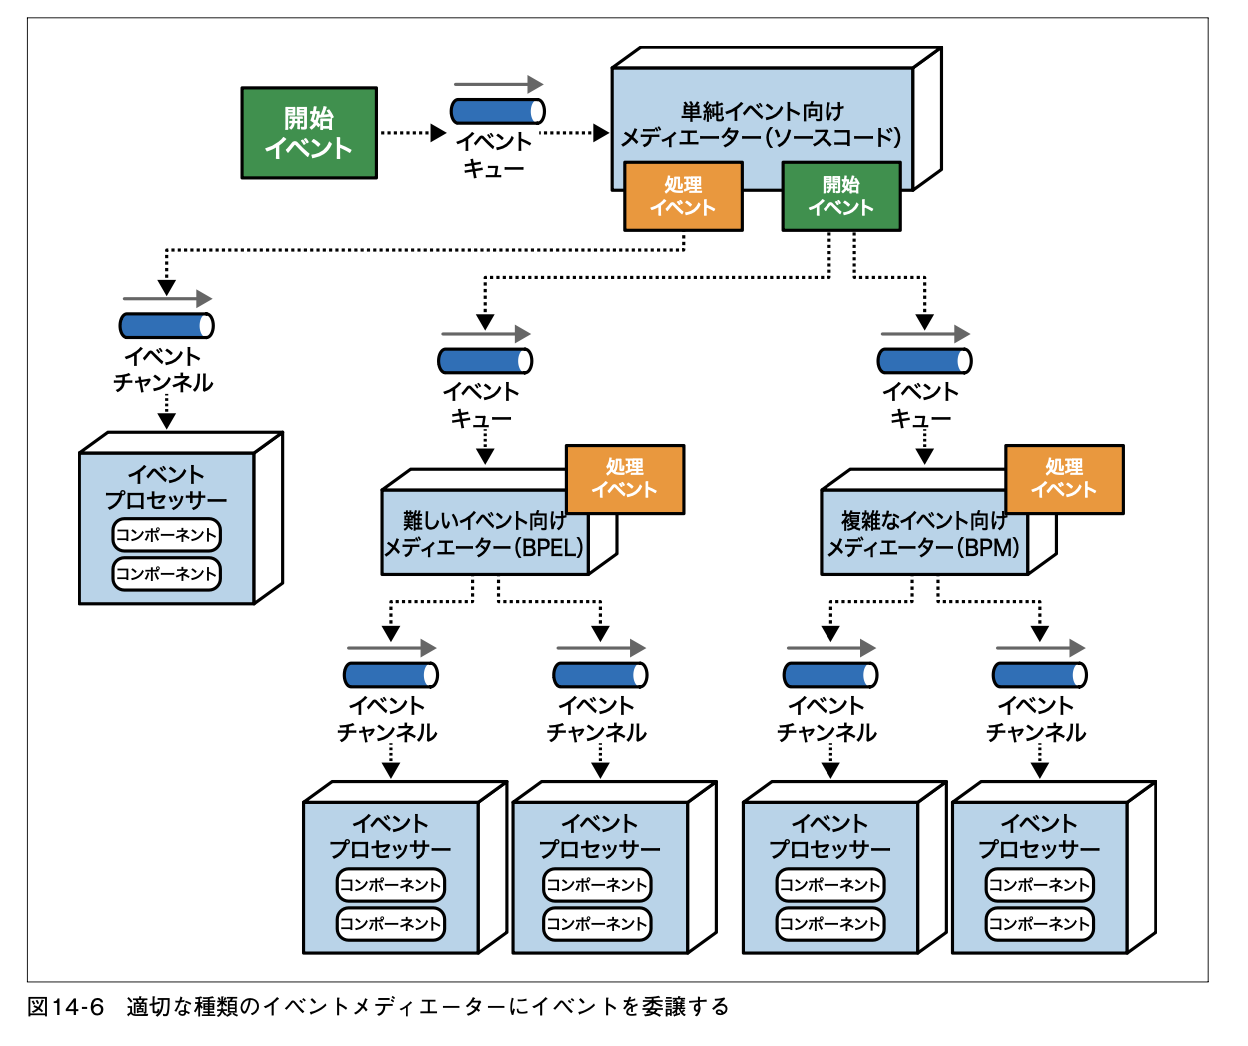 開始
イベント
イベント
キュー
単純イベント向け
メディエーター(ソースコード)
処理
イベント
開始
イベント
イベント
チャンネル
イベント
キュー
イベント
キュー
イベント
プロセッサー
コンポーネント
コンポーネント
処理
イベント
難しいイベント向け
メディエーター(BPEL)
処理
イベント
複雑なイベント向け
メディエーター(BPM)
イベント
チャンネル
イベント
チャンネル
イベント
チャンネル
イベント
チャンネル
イベント
プロセッサー
コンポーネント
コンポーネント
イベント
プロセッサー
コンポーネント
コンポーネント
イベント
プロセッサー
コンポーネント
コンポーネント
イベント
プロセッサー
コンポーネント
コンポーネント
図14-6 適切な種類のイベントメディエーターにイベントを委譲する